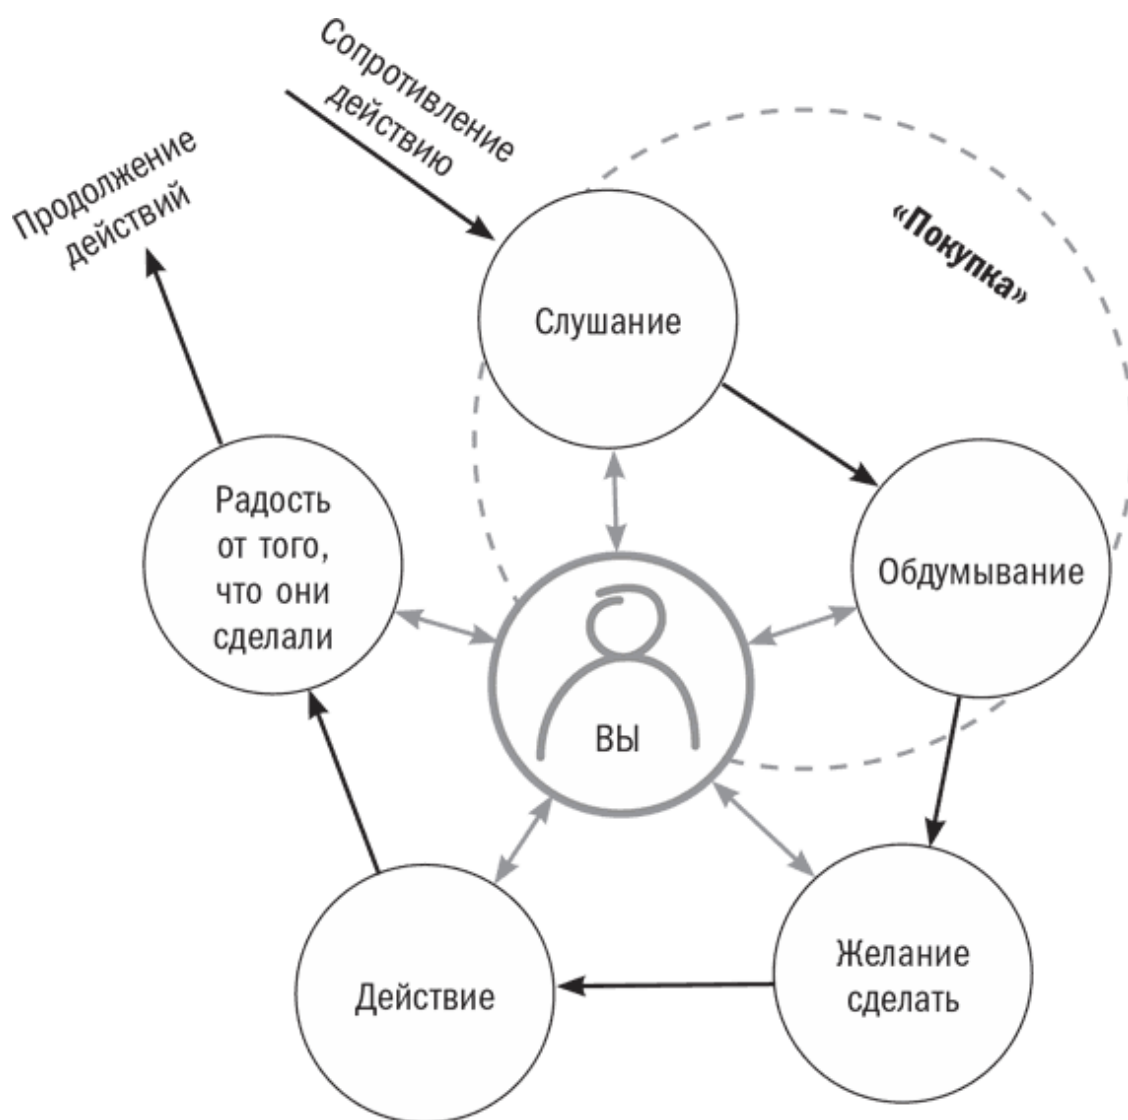 Сопротивление
действию
Продолжение
действий
«Покупка»
Слушание
Обдумывание
Радость
от того,
что они
сделали
ВЫ
Желание
сделать
Действие